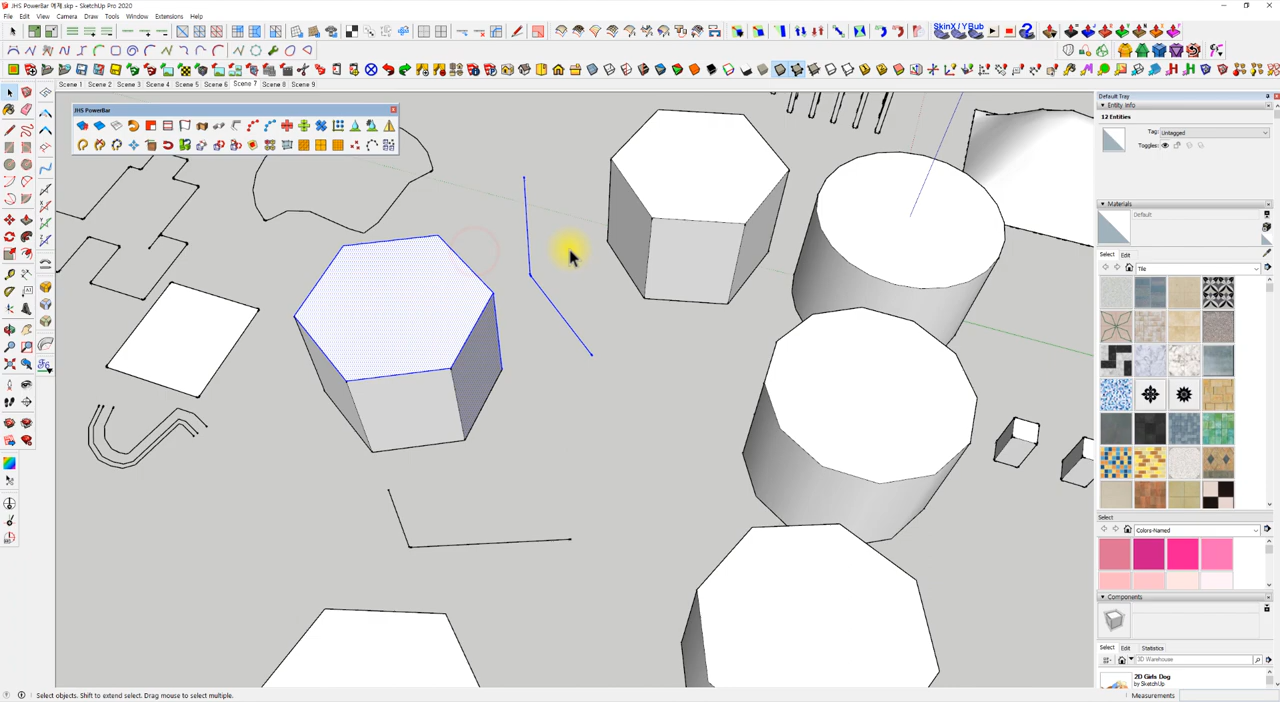 JHS PowerBar 예제.skp - SketchUp Pro 2020
File Edit View Camera Draw Tools Window Extensions Help
SkinX / YBub
Scene 1 Scene 2 Scene 3 Scene 4 Scene 5 Scene 6 Scene 7 Scene 8 Scene 9
JHS PowerBar
Default Tray
Entity Info
12 Entities
Tag: Untagged
Toggles:
Materials
Default
Select Edit
Tile
Select
Colors-Named
Components
Select Edit Statistics
3D Warehouse
2D Girls Dog
by SketchUp
Select objects. Shift to extend select. Drag mouse to select multiple.
Measurements